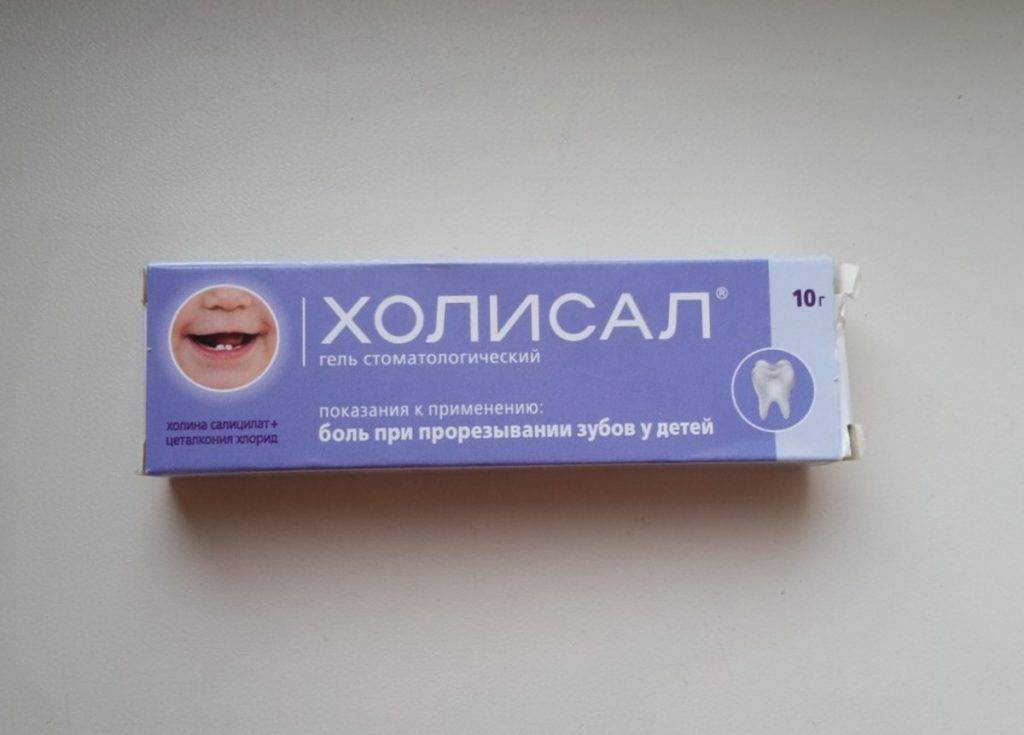 ХОЛИСАЛ®
гель стоматологический
10г
показания к применению:
боль при прорезывании зубов у детей
холина салицилат+
цеталкония хлорид